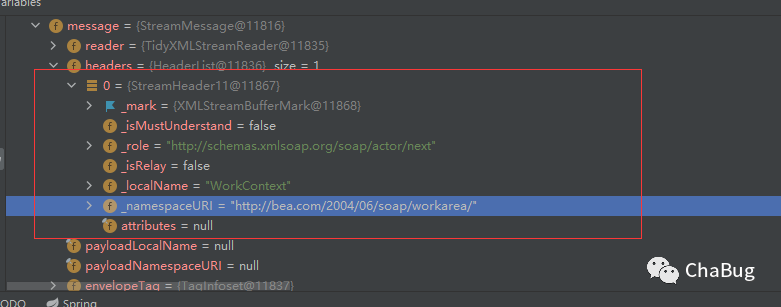 ariables
message = {StreamMessage@11816}
reader = {TidyXMLStreamReader@11835}
headers = {HeaderList@11836} size = 1
0 = {StreamHeader11@11867}
_mark = {XMLStreamBufferMark@11868}
_isMustUnderstand = false
_role = "http://schemas.xmlsoap.org/soap/actor/next"
_isRelay = false
_localName = "WorkContext"
_namespaceURI = "http://bea.com/2004/06/soap/workarea/"
attributes = null
payloadLocalName = null
payloadNamespaceURI = null
envelopeTag = {TagInfoset@11837}
ODO Spring
ChaBug